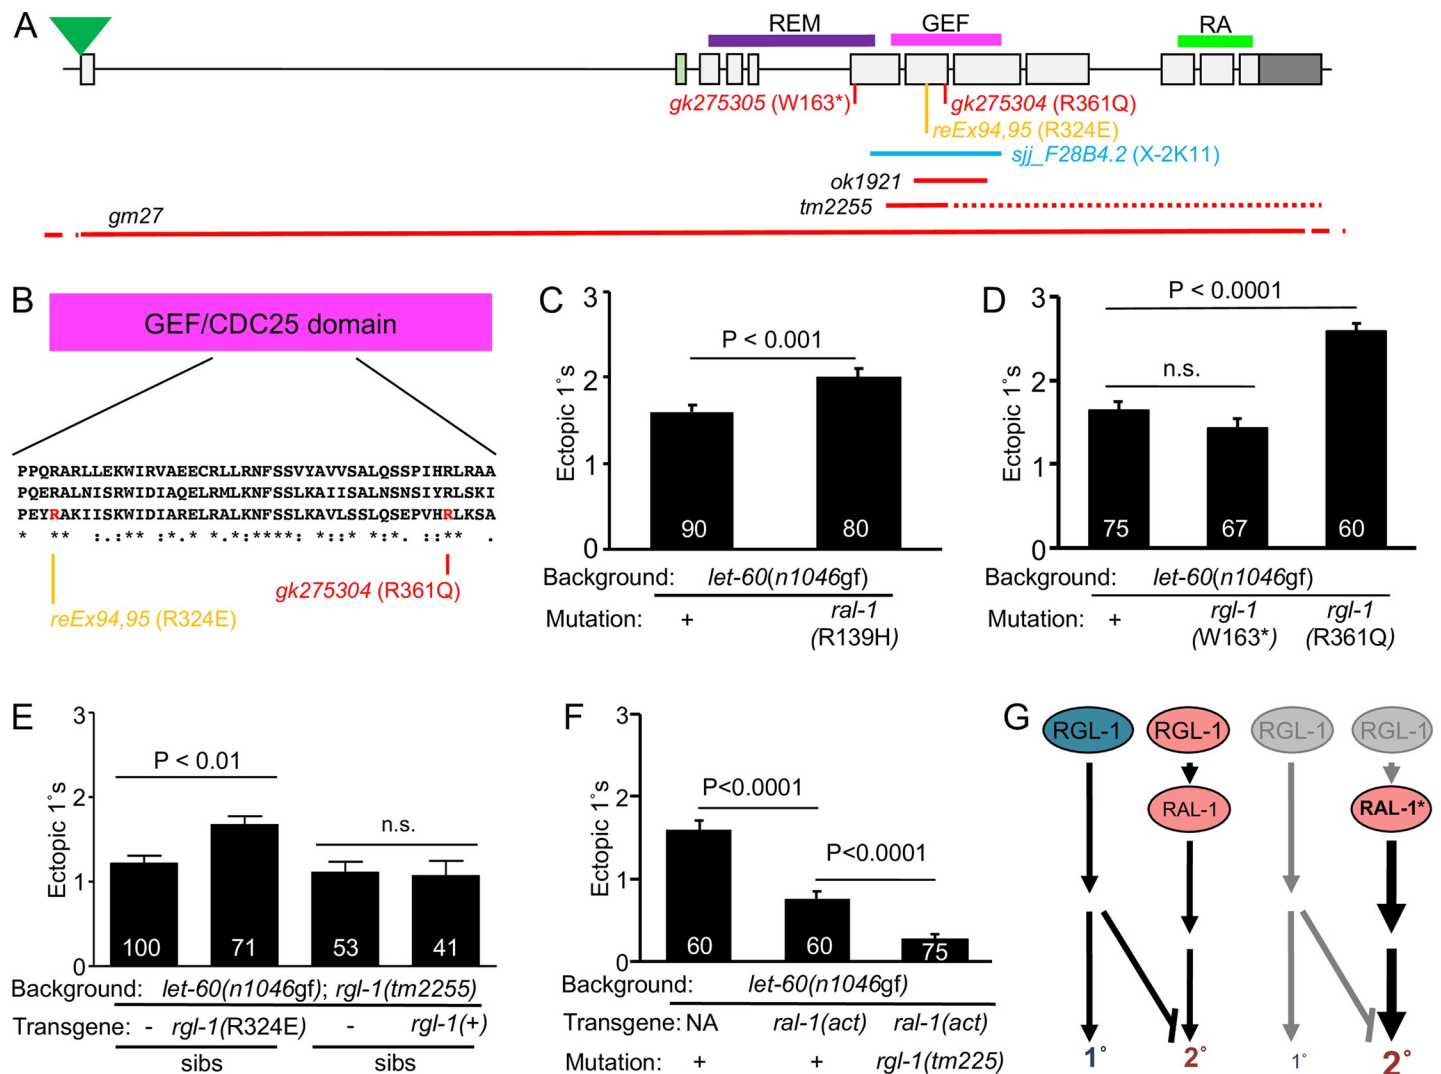 A
REM
GEF
RA
gk275305 (W163*)
gk275304 (R361Q)
reEx94,95 (R324E)
sjj_F28B4.2 (X-2K11)
ok1921
tm2255
gm27
B
GEF/CDC25 domain
PPQRARLLEKWIRVAEECRLLRNFSSVYAVVSALQSSPIHRLRAA
PQERALNISRWIDIAQELRMLKNFSSLKAIISALNSNSIYRLSKI
PEYRAKIISKWIDIARELRALKNFSSLKAVLSSLQSEPVHRLKSA
* ** :.:** :*:* *.*:****: *::*:*. ::** .
gk275304 (R361Q)
reEx94,95 (R324E)
C
3
2
1
0
Ectopic 1°s
P < 0.001
90
80
Background: let-60(n1046gf)
Mutation: + ral-1
(R139H)
D
3
2
1
0
Ectopic 1°s
P < 0.0001
n.s.
75
67
60
Background: let-60(n1046gf)
Mutation: + rgl-1 rgl-1
(W163*) (R361Q)
E
3
2
1
0
Ectopic 1°s
P < 0.01
n.s.
100
71
53
41
Background: let-60(n1046gf); rgl-1(tm2255)
Transgene: - rgl-1(R324E) - rgl-1(+)
sibs sibs
F
3
2
1
0
Ectopic 1°s
P<0.0001
P<0.0001
60
60
75
Background: let-60(n1046gf)
Transgene: NA ral-1(act) ral-1(act)
Mutation: + + rgl-1(tm225)
G
RGL-1 RGL-1 RGL-1 RGL-1
RAL-1 RAL-1*
1° 2° 1° 2°